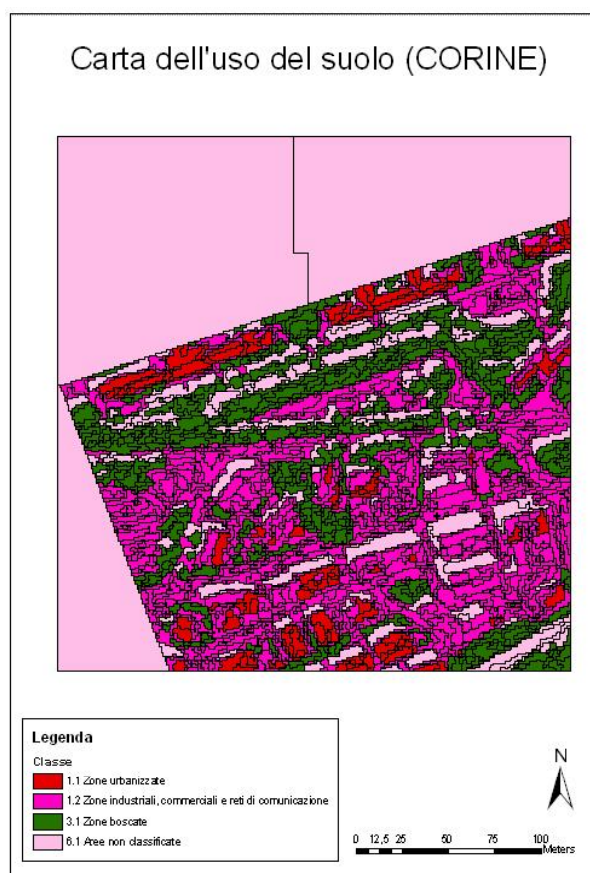 Carta dell'uso del suolo (CORINE)
Legenda
Classe
1.1 Zone urbanizzate
1.2 Zone industriali, commerciali e reti di comunicazione
3.1 Zone boscate
6.1 Aree non classificate
N
0 12,5 25 50 75 100
Meters